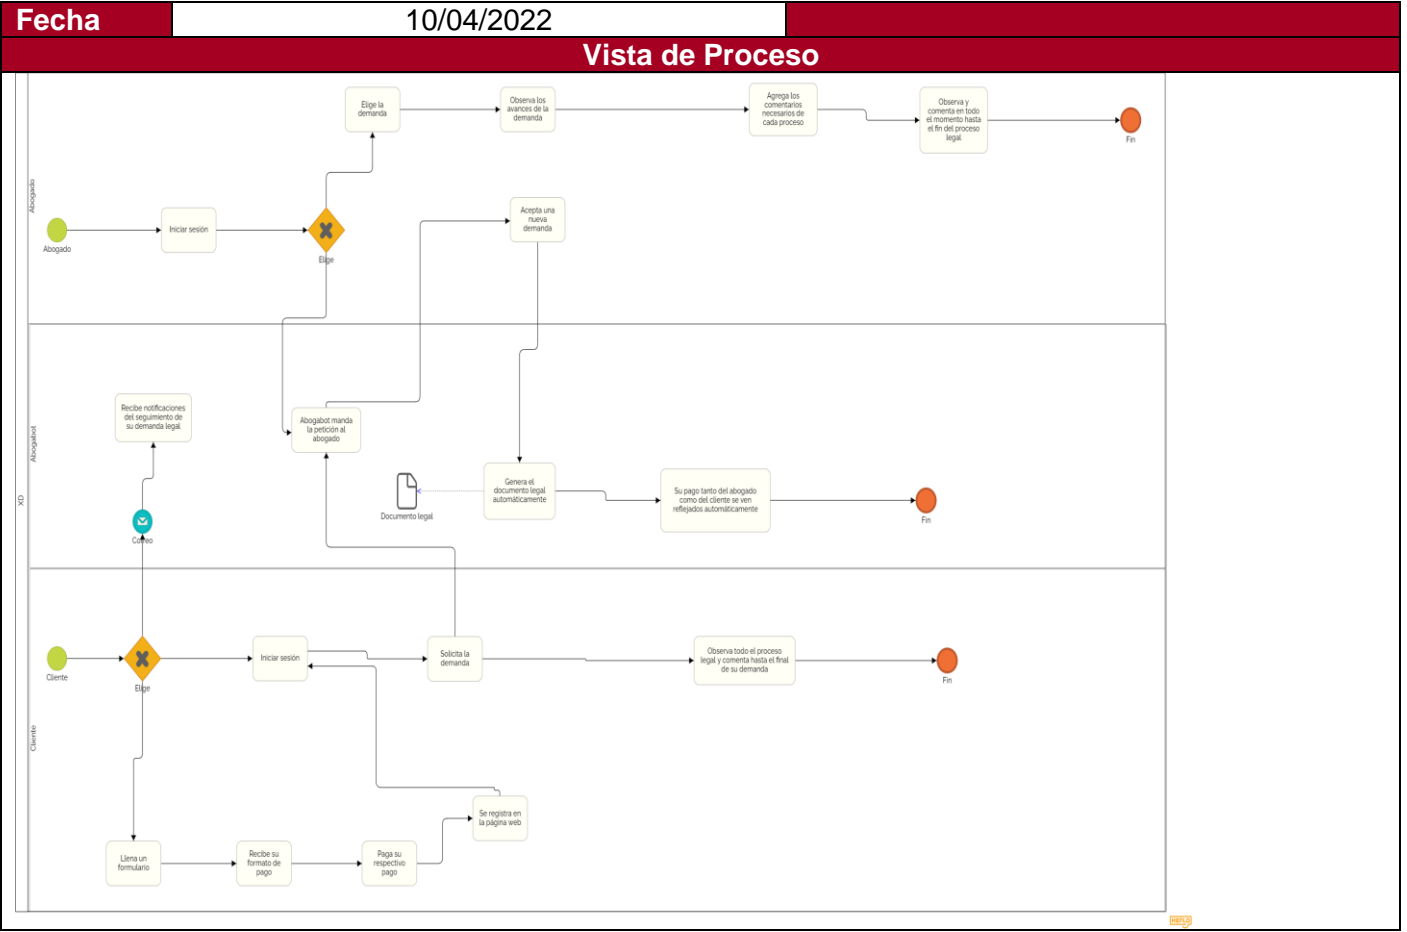 Fecha
10/04/2022
Vista de Proceso
XD
Abogado
Abogado
Iniciar sesión
Elige
Elige la
demanda
Observa los
avances de la
demanda
Agrega los
comentarios
necesarios de
cada proceso
Observa y
comenta en todo
el momento hasta
el fin del proceso
legal
Fin
Acepta una
nueva
demanda
Abogabot
Recibe notificaciones
del seguimiento de
su demanda legal
Correo
Abogabot manda
la petición al
abogado
Documento legal
Genera el
documento legal
automáticamente
Su pago tanto del abogado
como del cliente se ven
reflejados automáticamente
Fin
Cliente
Cliente
Elige
Iniciar sesión
Solicita la
demanda
Observa todo el proceso
legal y comenta hasta el final
de su demanda
Fin
Llena un
formulario
Recibe su
formato de
pago
Paga su
respectivo
pago
Se registra en
la página web
HEFLO